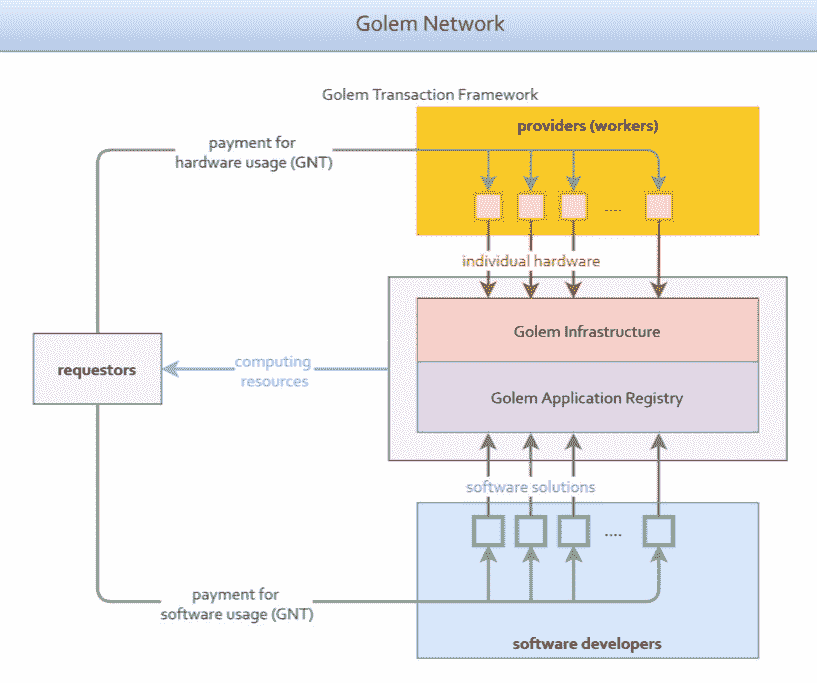 Golem Network
Golem Transaction Framework
providers (workers)
payment for
hardware usage (GNT)
....
individual hardware
Golem Infrastructure
requestors
computing
resources
Golem Application Registry
software solutions
....
payment for
software usage (GNT)
software developers